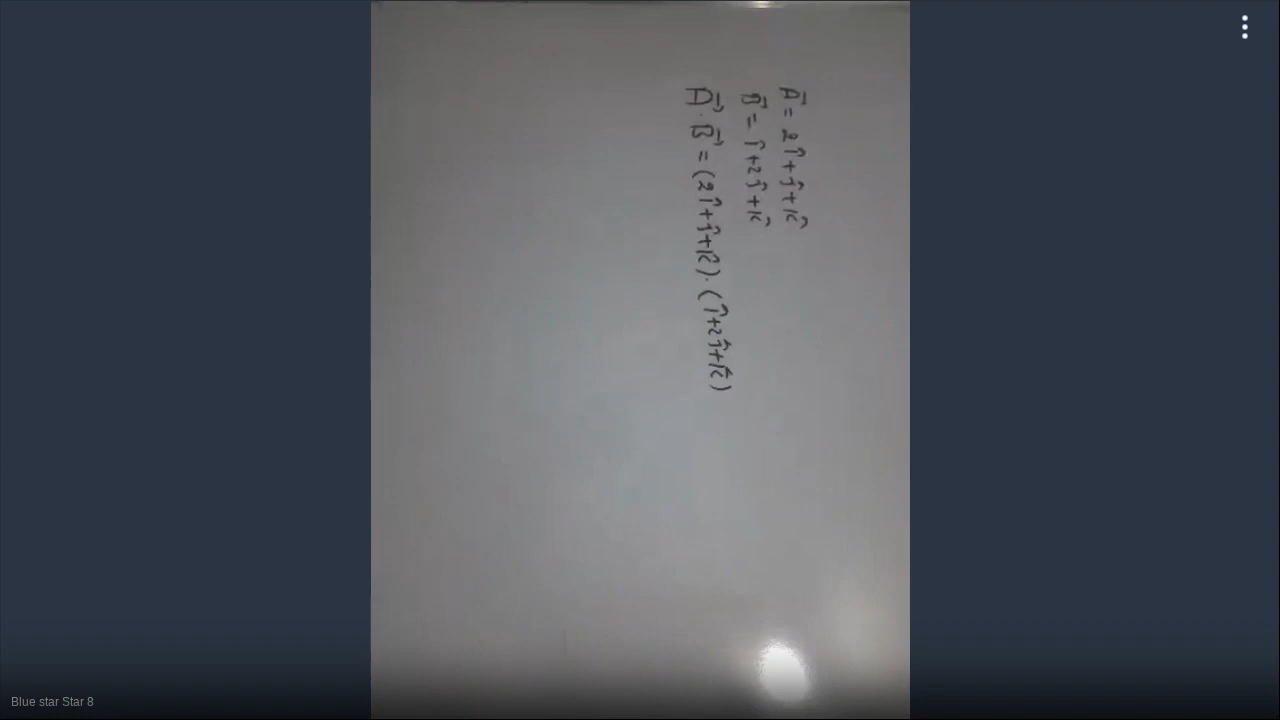 A⃗ = 2î+ĵ+k̂
B⃗ = î+2ĵ+k̂
A⃗·B⃗ = (2î+ĵ+k̂)·(î+2ĵ+k̂)
Blue star Star 8